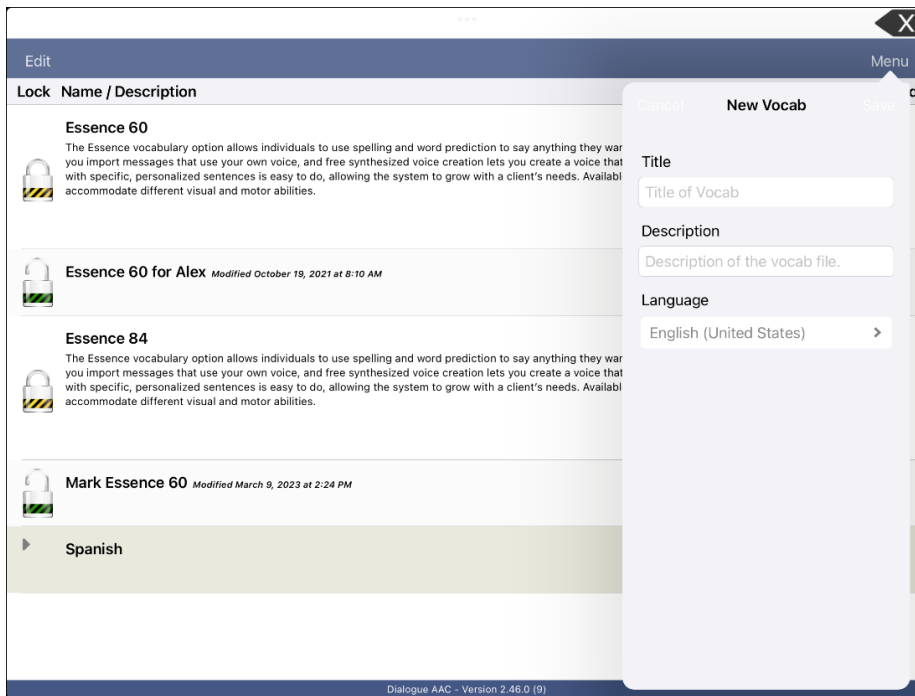 X
Edit
Menu
Lock Name / Description
Essence 60
The Essence vocabulary option allows individuals to use spelling and word prediction to say anything they
you import messages that use your own voice, and free synthesized voice creation lets you create a voice that
with specific, personalized sentences is easy to do, allowing the system to grow with a client's needs.
accommodate different visual and motor abilities.
Essence 60 for Alex Modified October 19, 2021 at 8:10 AM
Essence 84
The Essence vocabulary option allows individuals to use spelling and word prediction to say anything they
you import messages that use your own voice, and free synthesized voice creation lets you create a voice that
with specific, personalized sentences is easy to do, allowing the system to grow with a client's needs.
accommodate different visual and motor abilities.
Mark Essence 60 Modified March 9, 2023 at 2:24 PM
Spanish
Cancel New Vocab Save
Title
Title of Vocab
Description
Description of the vocab file.
Language
English (United States)
Dialogue AAC - Version 2.46.0 (9)